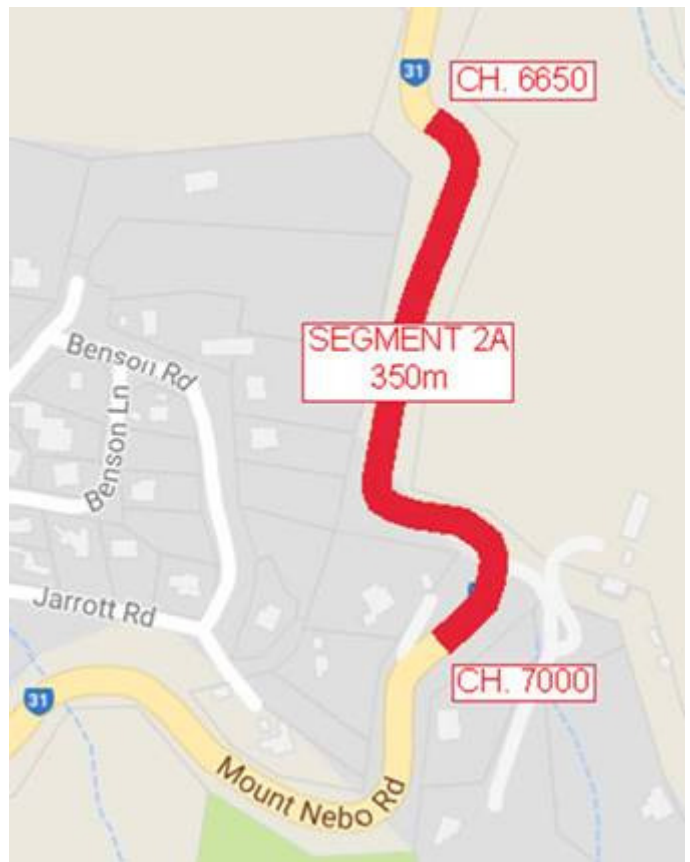 31
CH. 6650
SEGMENT 2A
350m
Benson Rd
Benson Ln
Jarrott Rd
CH. 7000
31
Mount Nebo Rd